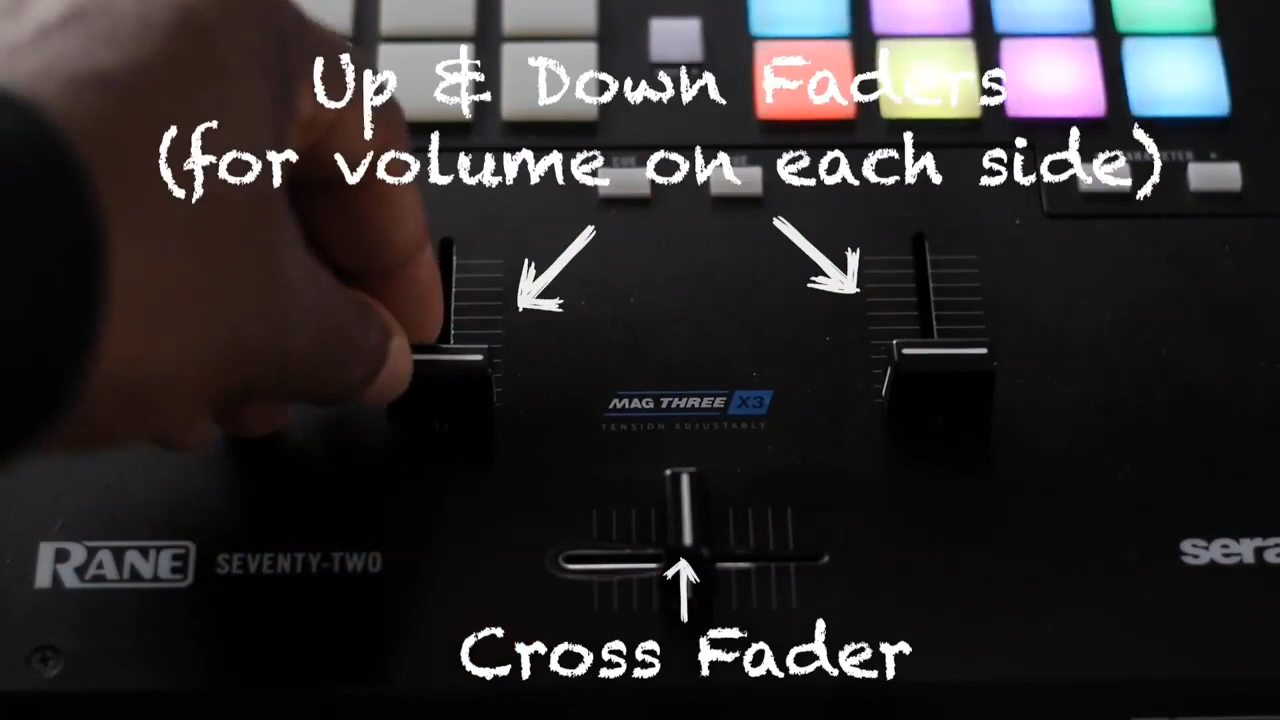 Up & Down Faders
(for volume on each side)
MAG THREE X3
TENSION ADJUSTABLE
RANE SEVENTY-TWO
Cross Fader